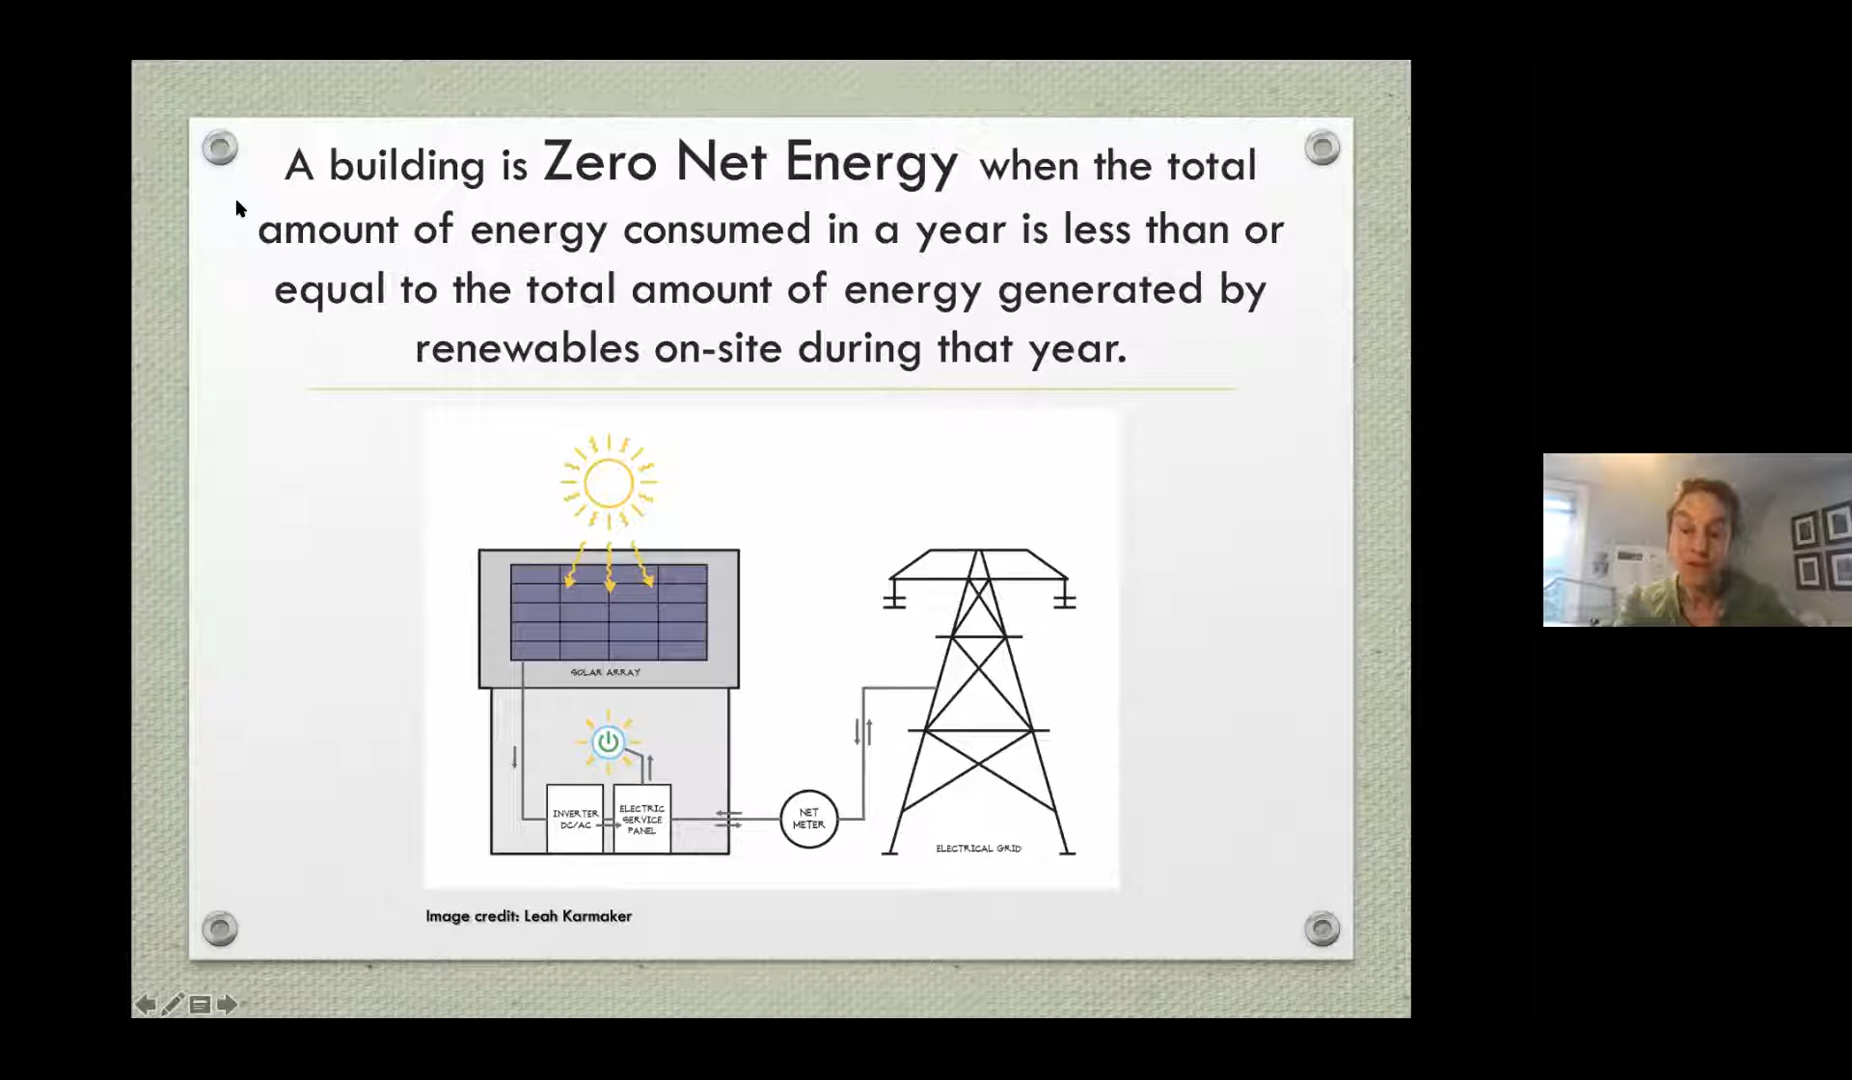 A building is Zero Net Energy when the total
amount of energy consumed in a year is less than or
equal to the total amount of energy generated by
renewables on-site during that year.
SOLAR ARRAY
INVERTER
DC/AC
ELECTRIC
SERVICE
PANEL
NET
METER
ELECTRICAL GRID
Image credit: Leah Karmaker